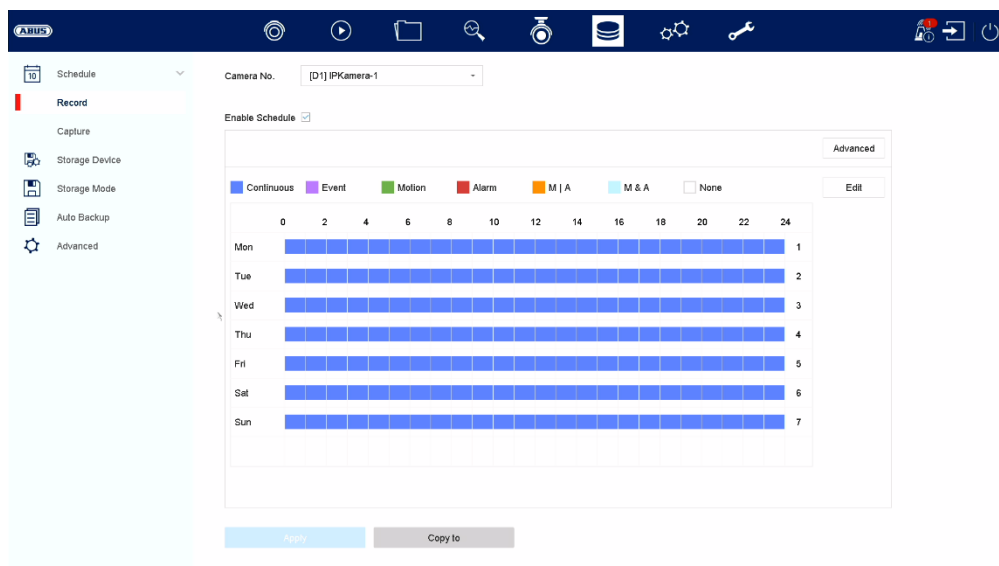 ABUS
1
10 Schedule
Record
Capture
Storage Device
Storage Mode
Auto Backup
Advanced
Camera No. [D1] IPKamera-1
Enable Schedule
Advanced
Continuous Event Motion Alarm M | A M & A None Edit
0 2 4 6 8 10 12 14 16 18 20 22 24
Mon 1
Tue 2
Wed 3
Thu 4
Fri 5
Sat 6
Sun 7
Apply Copy to